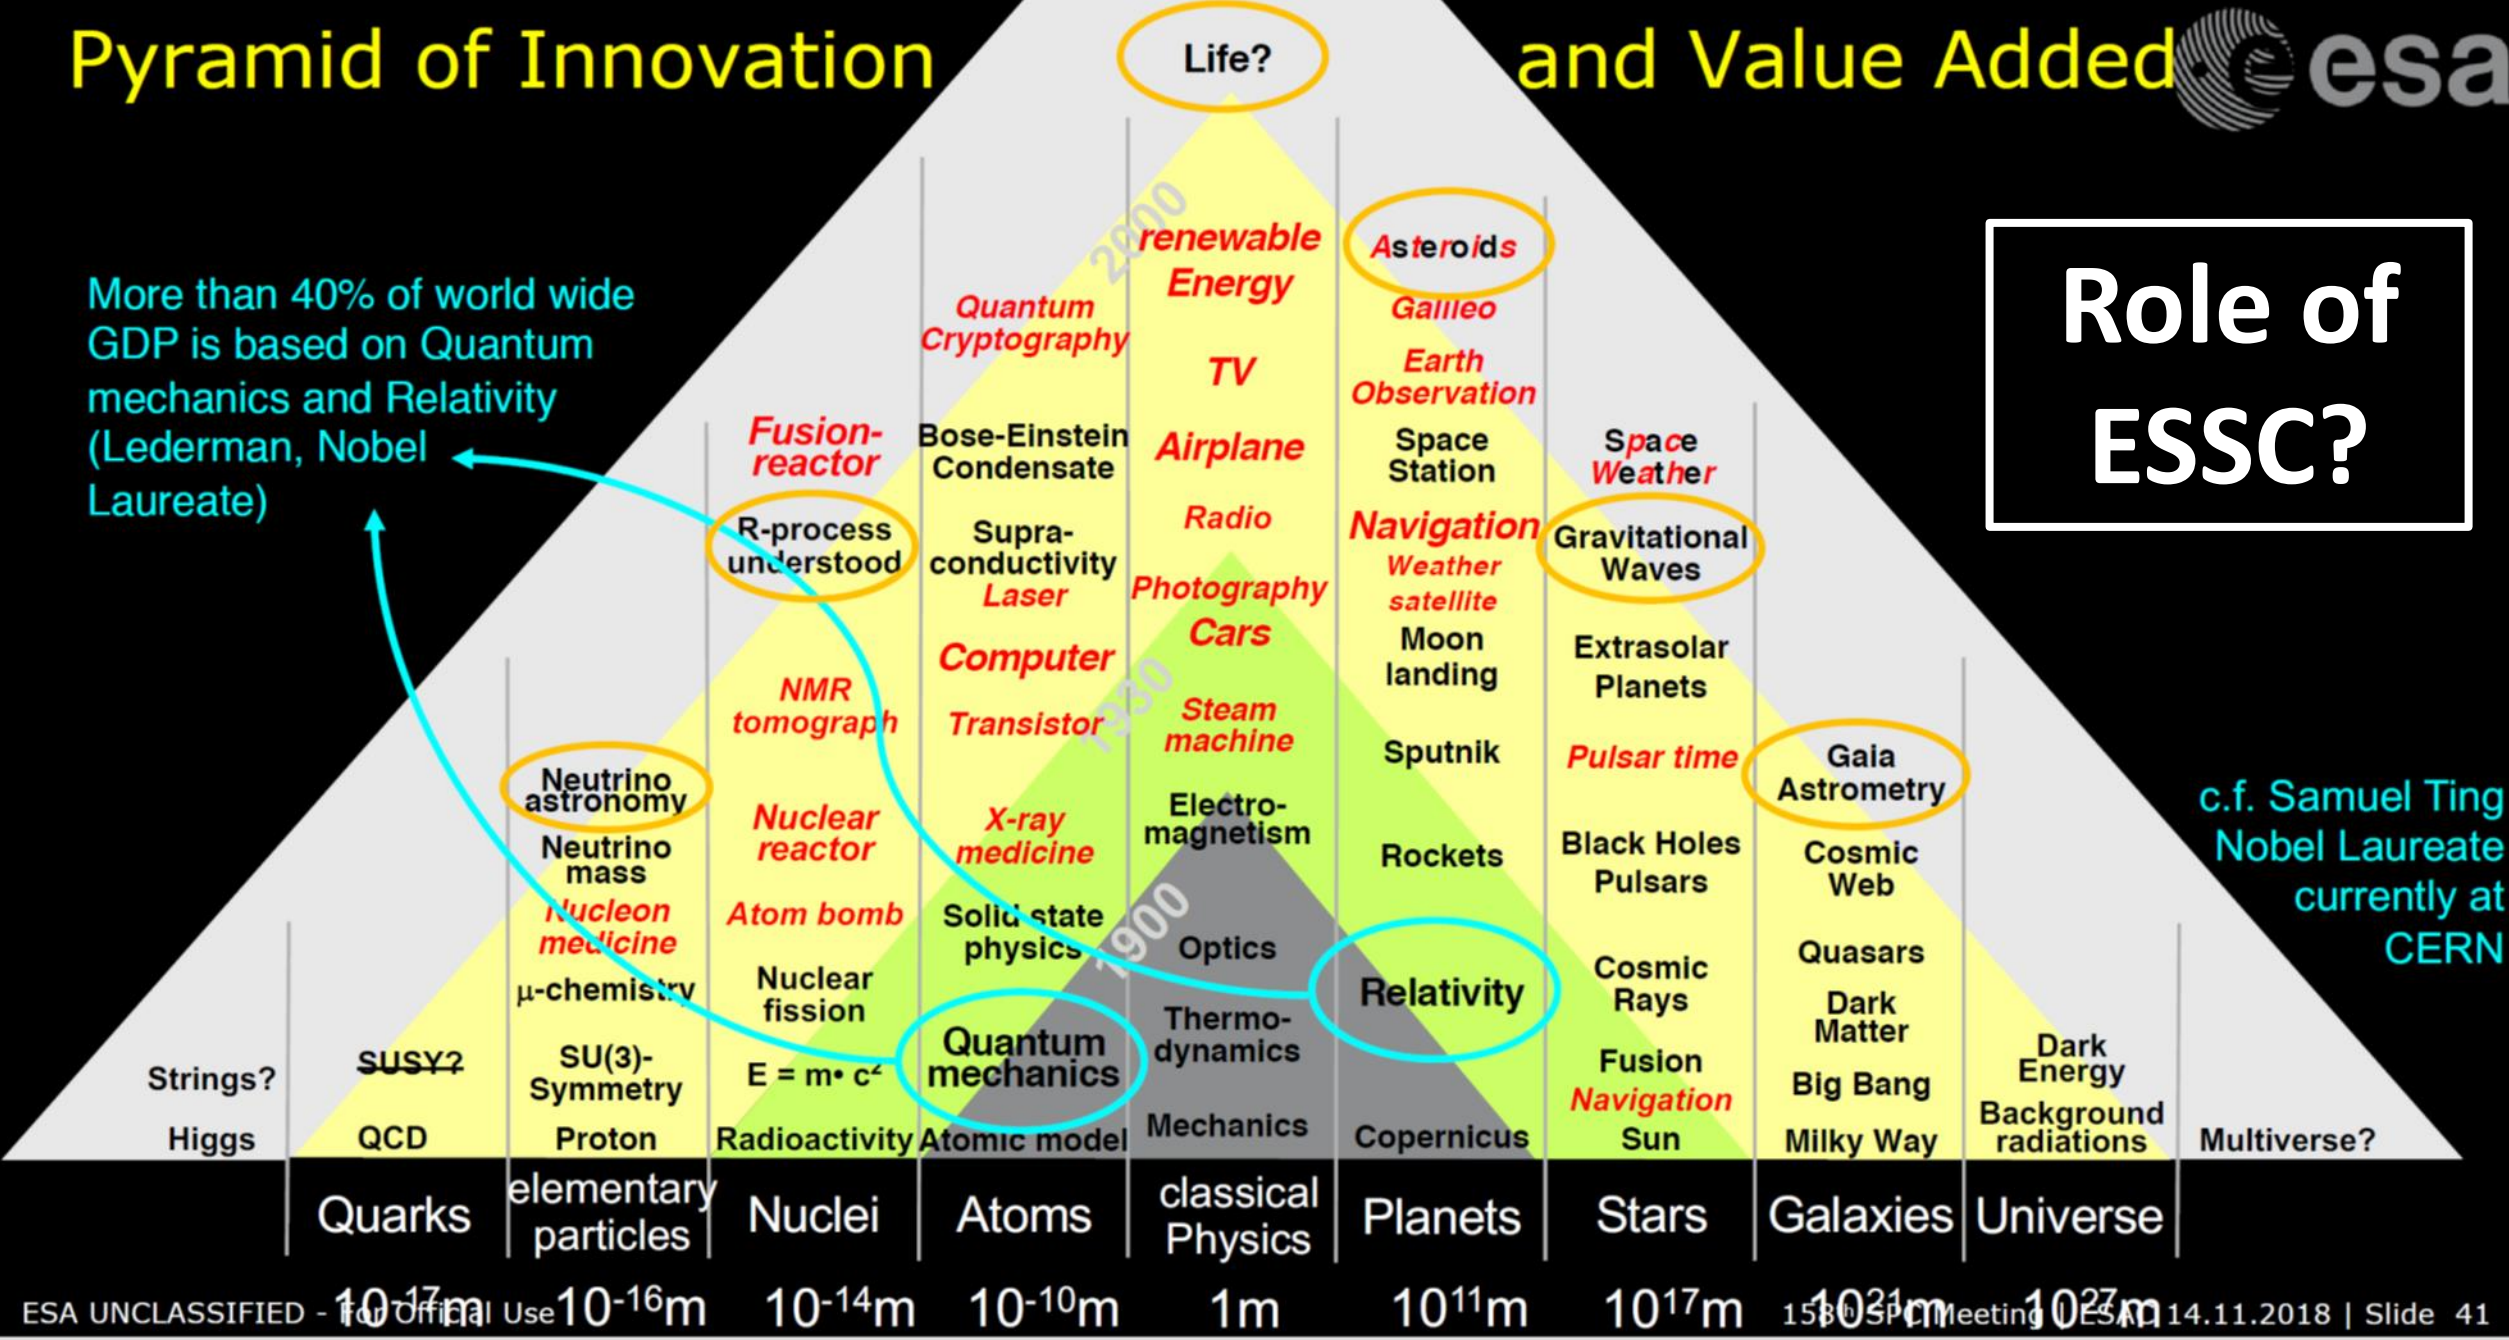 Pyramid of Innovation and Value Added
esa
Life?
More than 40% of world wide
GDP is based on Quantum
mechanics and Relativity
(Lederman, Nobel
Laureate)
Role of
ESSC?
c.f. Samuel Ting
Nobel Laureate
currently at
CERN
2000
1930
1900
Strings?
Higgs
SUSY?
QCD
Neutrino
astronomy
Neutrino
mass
Nucleon
medicine
μ-chemistry
SU(3)-
Symmetry
Proton
Fusion-
reactor
R-process
understood
NMR
tomograph
Nuclear
reactor
Atom bomb
Nuclear
fission
E = m• c²
Radioactivity
Quantum
Cryptography
Bose-Einstein
Condensate
Supra-
conductivity
Laser
Computer
Transistor
X-ray
medicine
Solid state
physics
Quantum
mechanics
Atomic model
renewable
Energy
TV
Airplane
Radio
Photography
Cars
Steam
machine
Electro-
magnetism
Optics
Thermo-
dynamics
Mechanics
Asteroids
Galileo
Earth
Observation
Space
Station
Navigation
Weather
satellite
Moon
landing
Sputnik
Rockets
Relativity
Copernicus
Space
Weather
Gravitational
Waves
Extrasolar
Planets
Pulsar time
Black Holes
Pulsars
Cosmic
Rays
Fusion
Navigation
Sun
Gaia
Astrometry
Cosmic
Web
Quasars
Dark
Matter
Big Bang
Milky Way
Dark
Energy
Background
radiations
Multiverse?
Quarks
elementary
particles
Nuclei
Atoms
classical
Physics
Planets
Stars
Galaxies
Universe
10⁻¹⁷m 10⁻¹⁶m 10⁻¹⁴m 10⁻¹⁰m 1m 10¹¹m 10¹⁷m 10²¹m 10²⁷m
ESA UNCLASSIFIED - For Official Use
158th SPC Meeting | ESAC 14.11.2018 | Slide 41